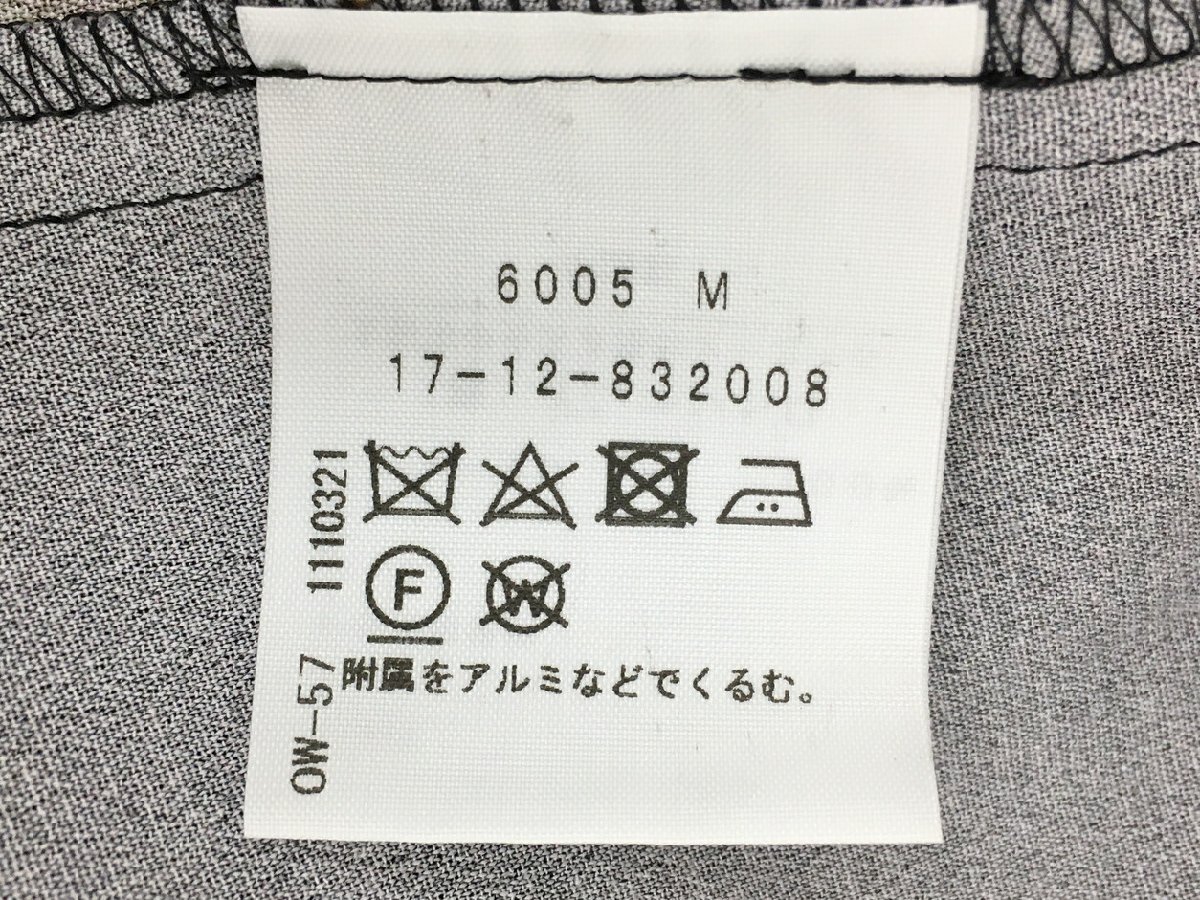 6005 M
17-12-832008
1110321
F
W
OW-57
附属をアルミなどでくるむ。